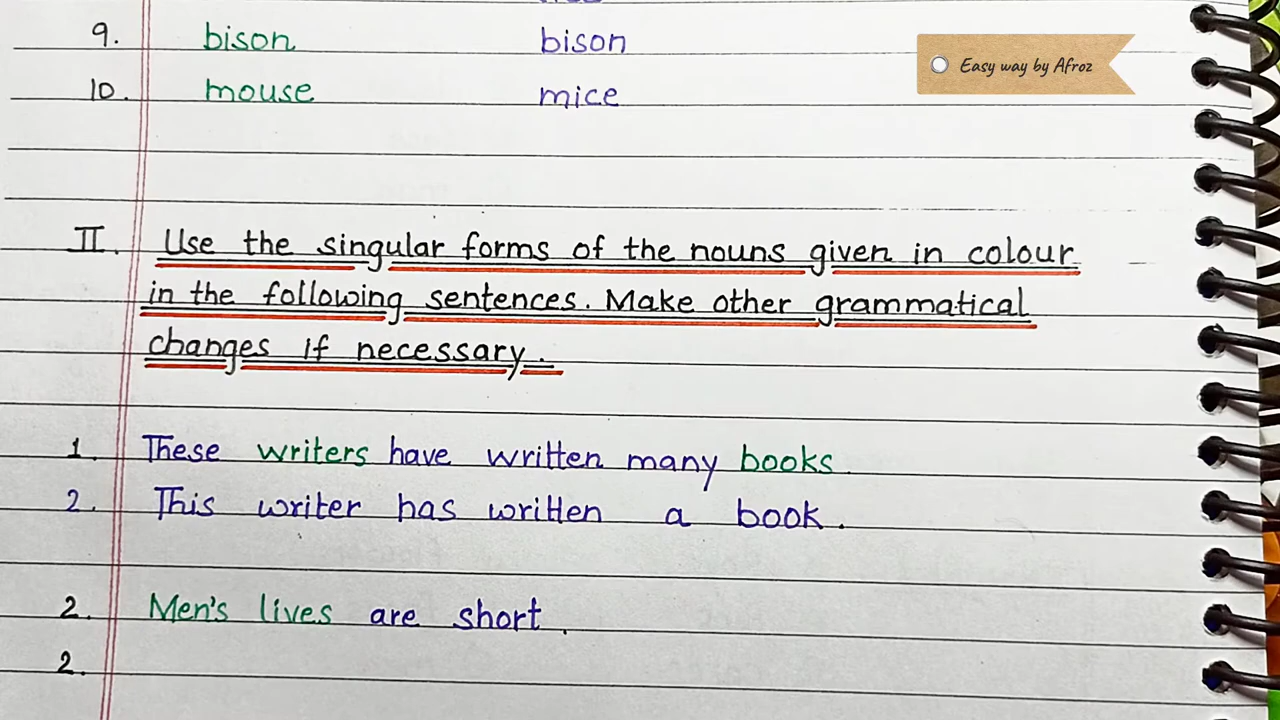 9. bison bison
Easy way by Afroz
10. mouse mice
II. Use the singular forms of the nouns given in colour
in the following sentences. Make other grammatical
changes if necessary.
1. These writers have written many books.
2. This writer has written a book.
2. Men's lives are short.
2.